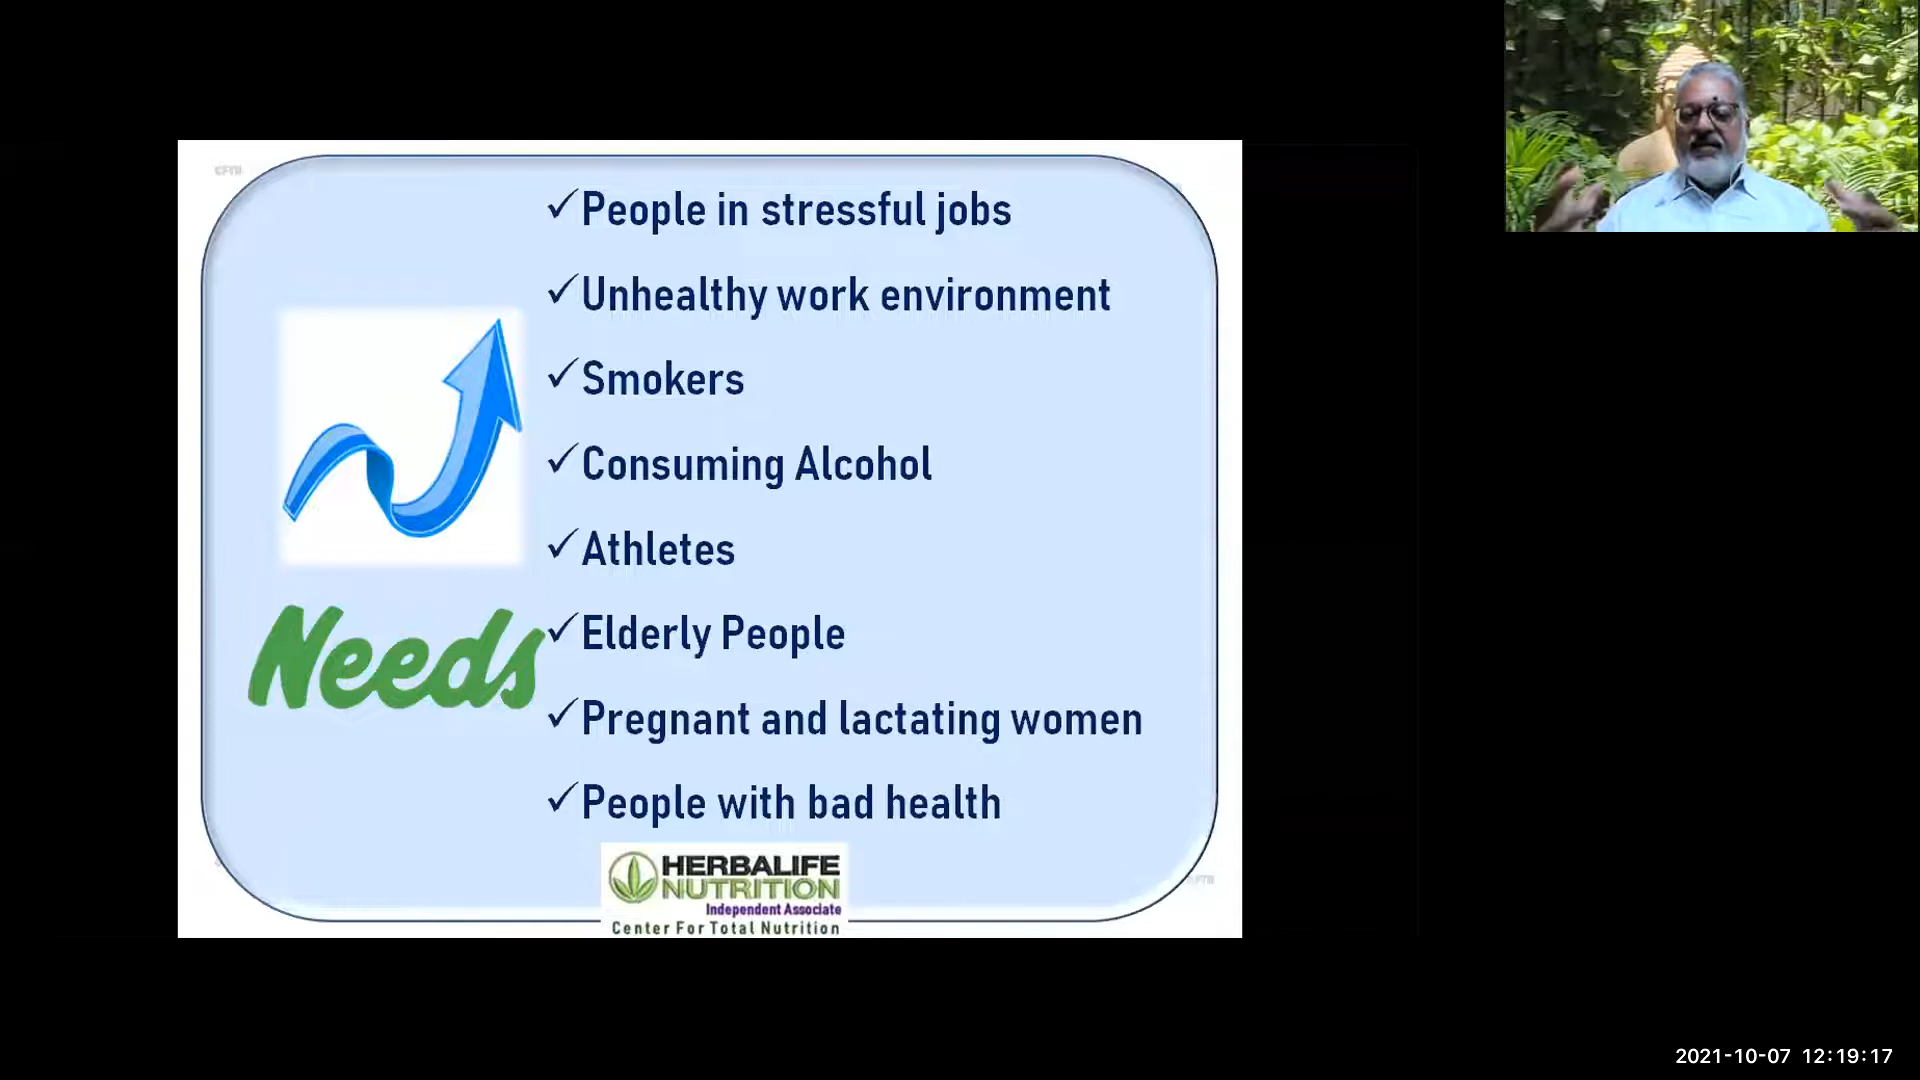 CFTN
✓People in stressful jobs
✓Unhealthy work environment
✓Smokers
✓Consuming Alcohol
✓Athletes
✓Elderly People
✓Pregnant and lactating women
✓People with bad health
Needs
HERBALIFE
NUTRITION
Independent Associate
Center For Total Nutrition
2021-10-07 12:19:17